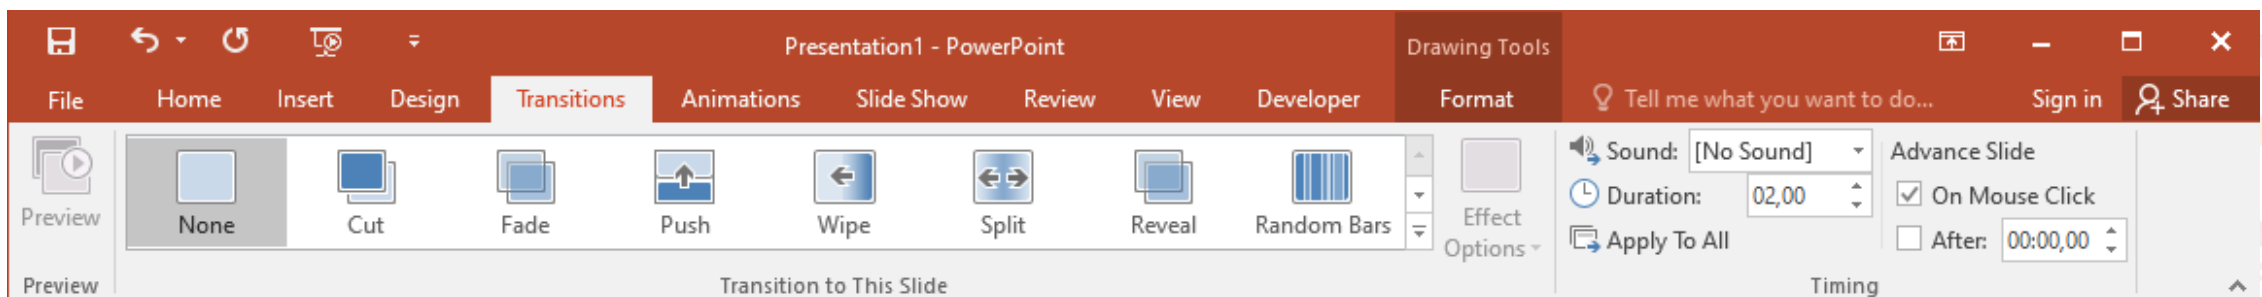 Presentation1 - PowerPoint
Drawing Tools
File Home Insert Design Transitions Animations Slide Show Review View Developer Format Tell me what you want to do... Sign in Share
Preview
None Cut Fade Push Wipe Split Reveal Random Bars
Effect
Options
Sound: [No Sound]
Duration: 02,00
Apply To All
Advance Slide
On Mouse Click
After: 00:00,00
Preview
Transition to This Slide
Timing